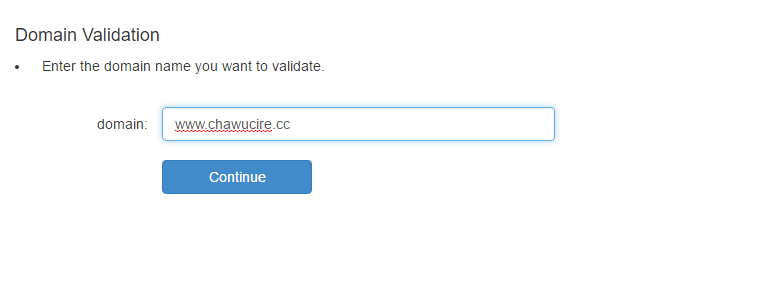 Domain Validation
• Enter the domain name you want to validate.
domain: www.chawucire.cc
Continue